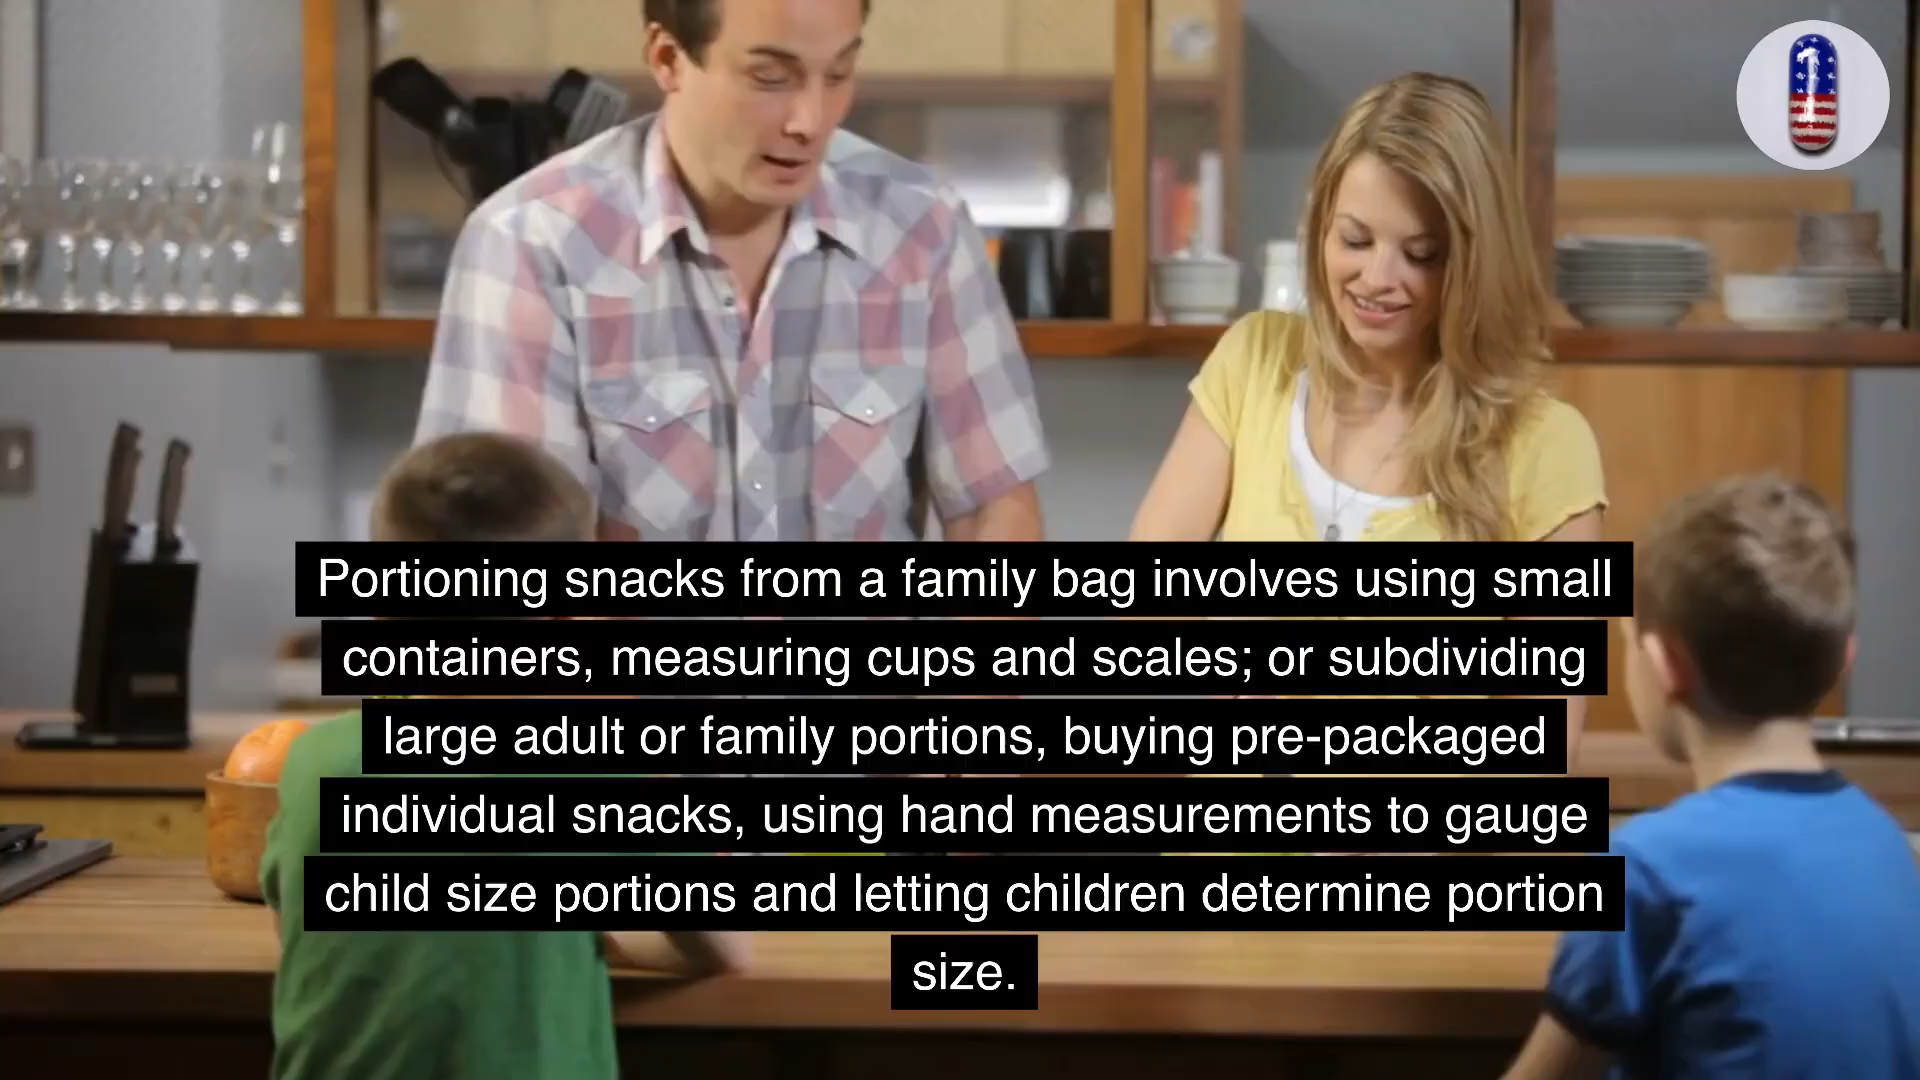 Portioning snacks from a family bag involves using small
containers, measuring cups and scales; or subdividing
large adult or family portions, buying pre-packaged
individual snacks, using hand measurements to gauge
child size portions and letting children determine portion
size.